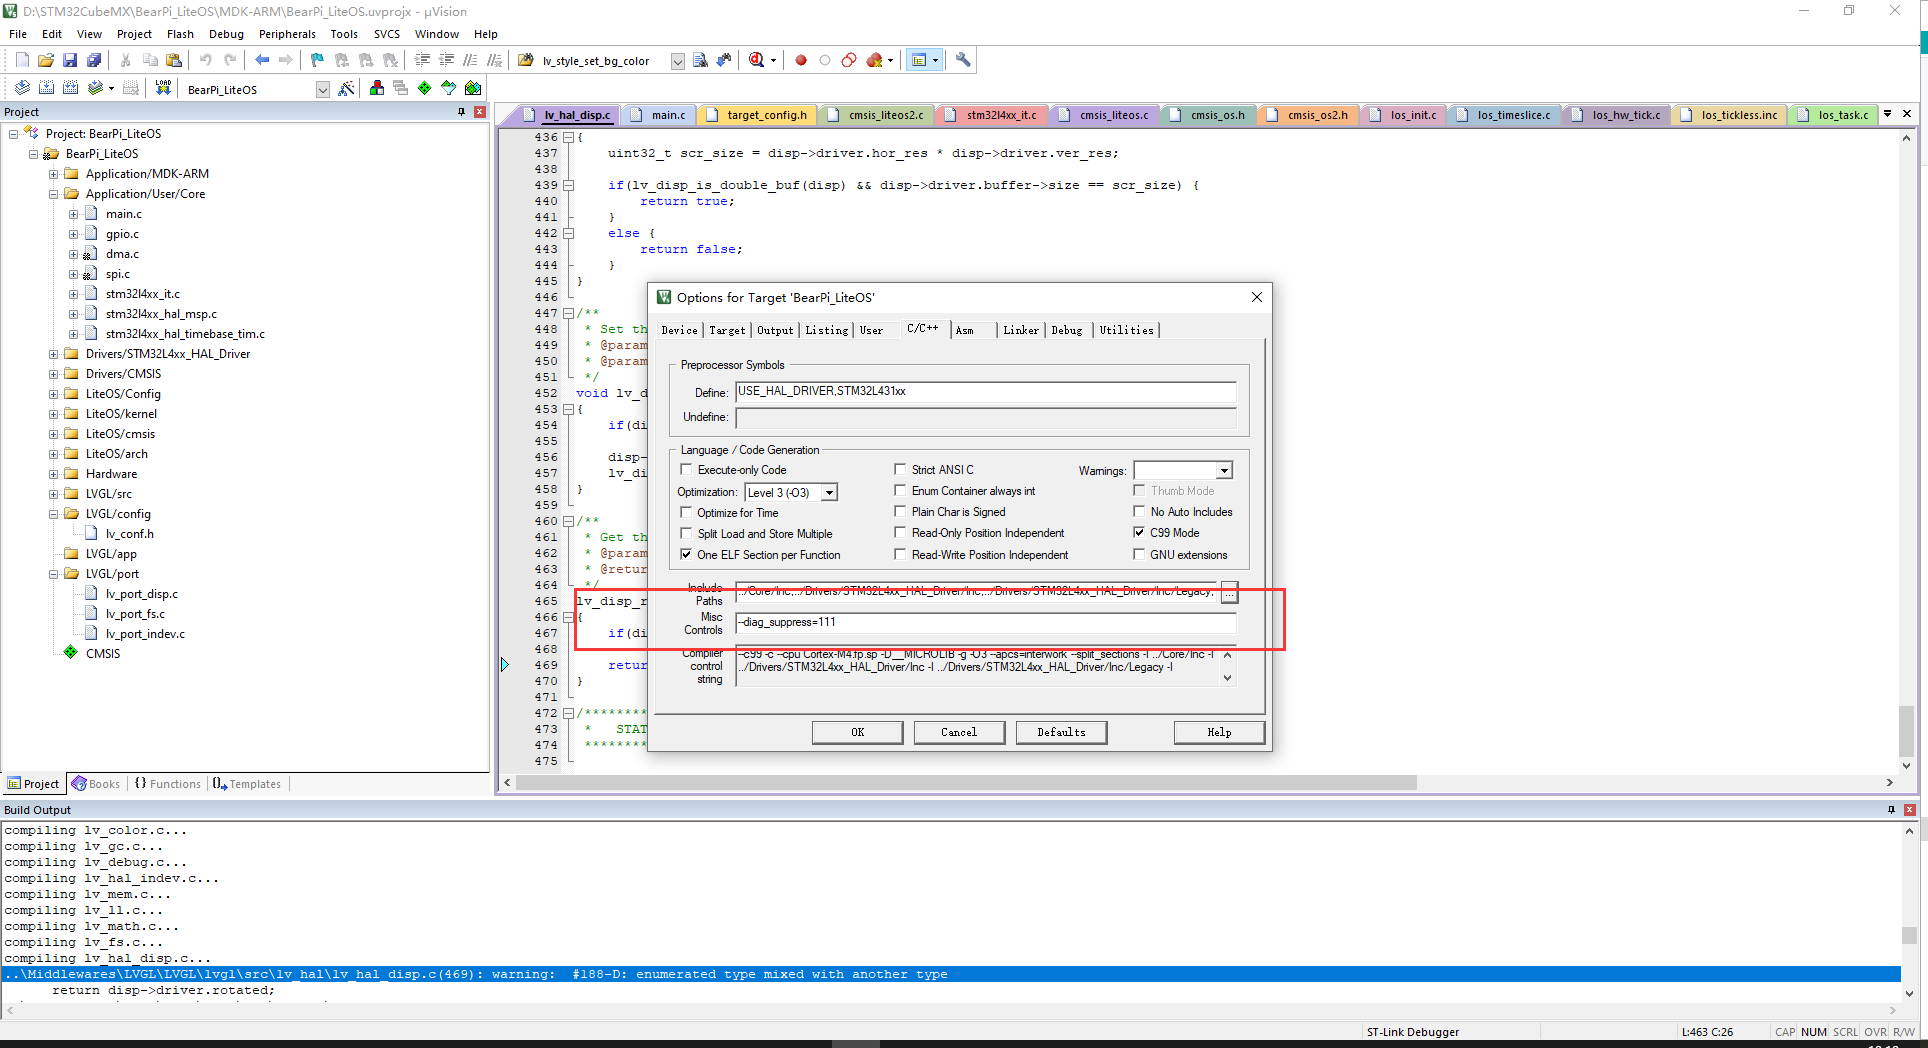 D:\STM32CubeMX\BearPi_LiteOS\MDK-ARM\BearPi_LiteOS.uvprojx - µVision
File Edit View Project Flash Debug Peripherals Tools SVCS Window Help
lv_style_set_bg_color
LOAD BearPi_LiteOS
Project
Project: BearPi_LiteOS
BearPi_LiteOS
Application/MDK-ARM
Application/User/Core
main.c
gpio.c
dma.c
spi.c
stm32l4xx_it.c
stm32l4xx_hal_msp.c
stm32l4xx_hal_timebase_tim.c
Drivers/STM32L4xx_HAL_Driver
Drivers/CMSIS
LiteOS/Config
LiteOS/kernel
LiteOS/cmsis
LiteOS/arch
Hardware
LVGL/src
LVGL/config
lv_conf.h
LVGL/app
LVGL/port
lv_port_disp.c
lv_port_fs.c
lv_port_indev.c
CMSIS
Project Books {} Functions Templates
lv_hal_disp.c main.c target_config.h cmsis_liteos2.c stm32l4xx_it.c cmsis_liteos.c cmsis_os.h cmsis_os2.h los_init.c los_timeslice.c los_hw_tick.c los_tickless.inc los_task.c
436 {
437 uint32_t scr_size = disp->driver.hor_res * disp->driver.ver_res;
438
439 if(lv_disp_is_double_buf(disp) && disp->driver.buffer->size == scr_size) {
440 return true;
441 }
442 else {
443 return false;
444 }
445 }
446
447 /**
448 * Set th
449 * @param
450 * @param
451 */
452 void lv_d
453 {
454 if(di
455
456 disp-
457 lv_di
458 }
459
460 /**
461 * Get th
462 * @param
463 * @retur
464 */
465 lv_disp_r
466 {
467 if(di
468
469 retur
470 }
471
472 /*********
473 * STAT
474 *********
475
Options for Target 'BearPi_LiteOS'
Device Target Output Listing User C/C++ Asm Linker Debug Utilities
Preprocessor Symbols
Define: USE_HAL_DRIVER,STM32L431xx
Undefine:
Language / Code Generation
Execute-only Code Strict ANSI C Warnings:
Optimization: Level 3 (-O3) Enum Container always int Thumb Mode
Optimize for Time Plain Char is Signed No Auto Includes
Split Load and Store Multiple Read-Only Position Independent C99 Mode
One ELF Section per Function Read-Write Position Independent GNU extensions
Include Paths ../Core/Inc;../Drivers/STM32L4xx_HAL_Driver/Inc;../Drivers/STM32L4xx_HAL_Driver/Inc/Legacy; ...
Misc Controls --diag_suppress=111
Compiler control string --c99 -c --cpu Cortex-M4.fp.sp -D__MICROLIB -g -O3 --apcs=interwork --split_sections -I ../Core/Inc -I
../Drivers/STM32L4xx_HAL_Driver/Inc -I ../Drivers/STM32L4xx_HAL_Driver/Inc/Legacy -I
OK Cancel Defaults Help
Build Output
compiling lv_color.c...
compiling lv_gc.c...
compiling lv_debug.c...
compiling lv_hal_indev.c...
compiling lv_mem.c...
compiling lv_ll.c...
compiling lv_math.c...
compiling lv_fs.c...
compiling lv_hal_disp.c...
..\Middlewares\LVGL\LVGL\lvgl\src\lv_hal\lv_hal_disp.c(469): warning: #188-D: enumerated type mixed with another type
return disp->driver.rotated;
ST-Link Debugger L:463 C:26 CAP NUM SCRL OVR R/W